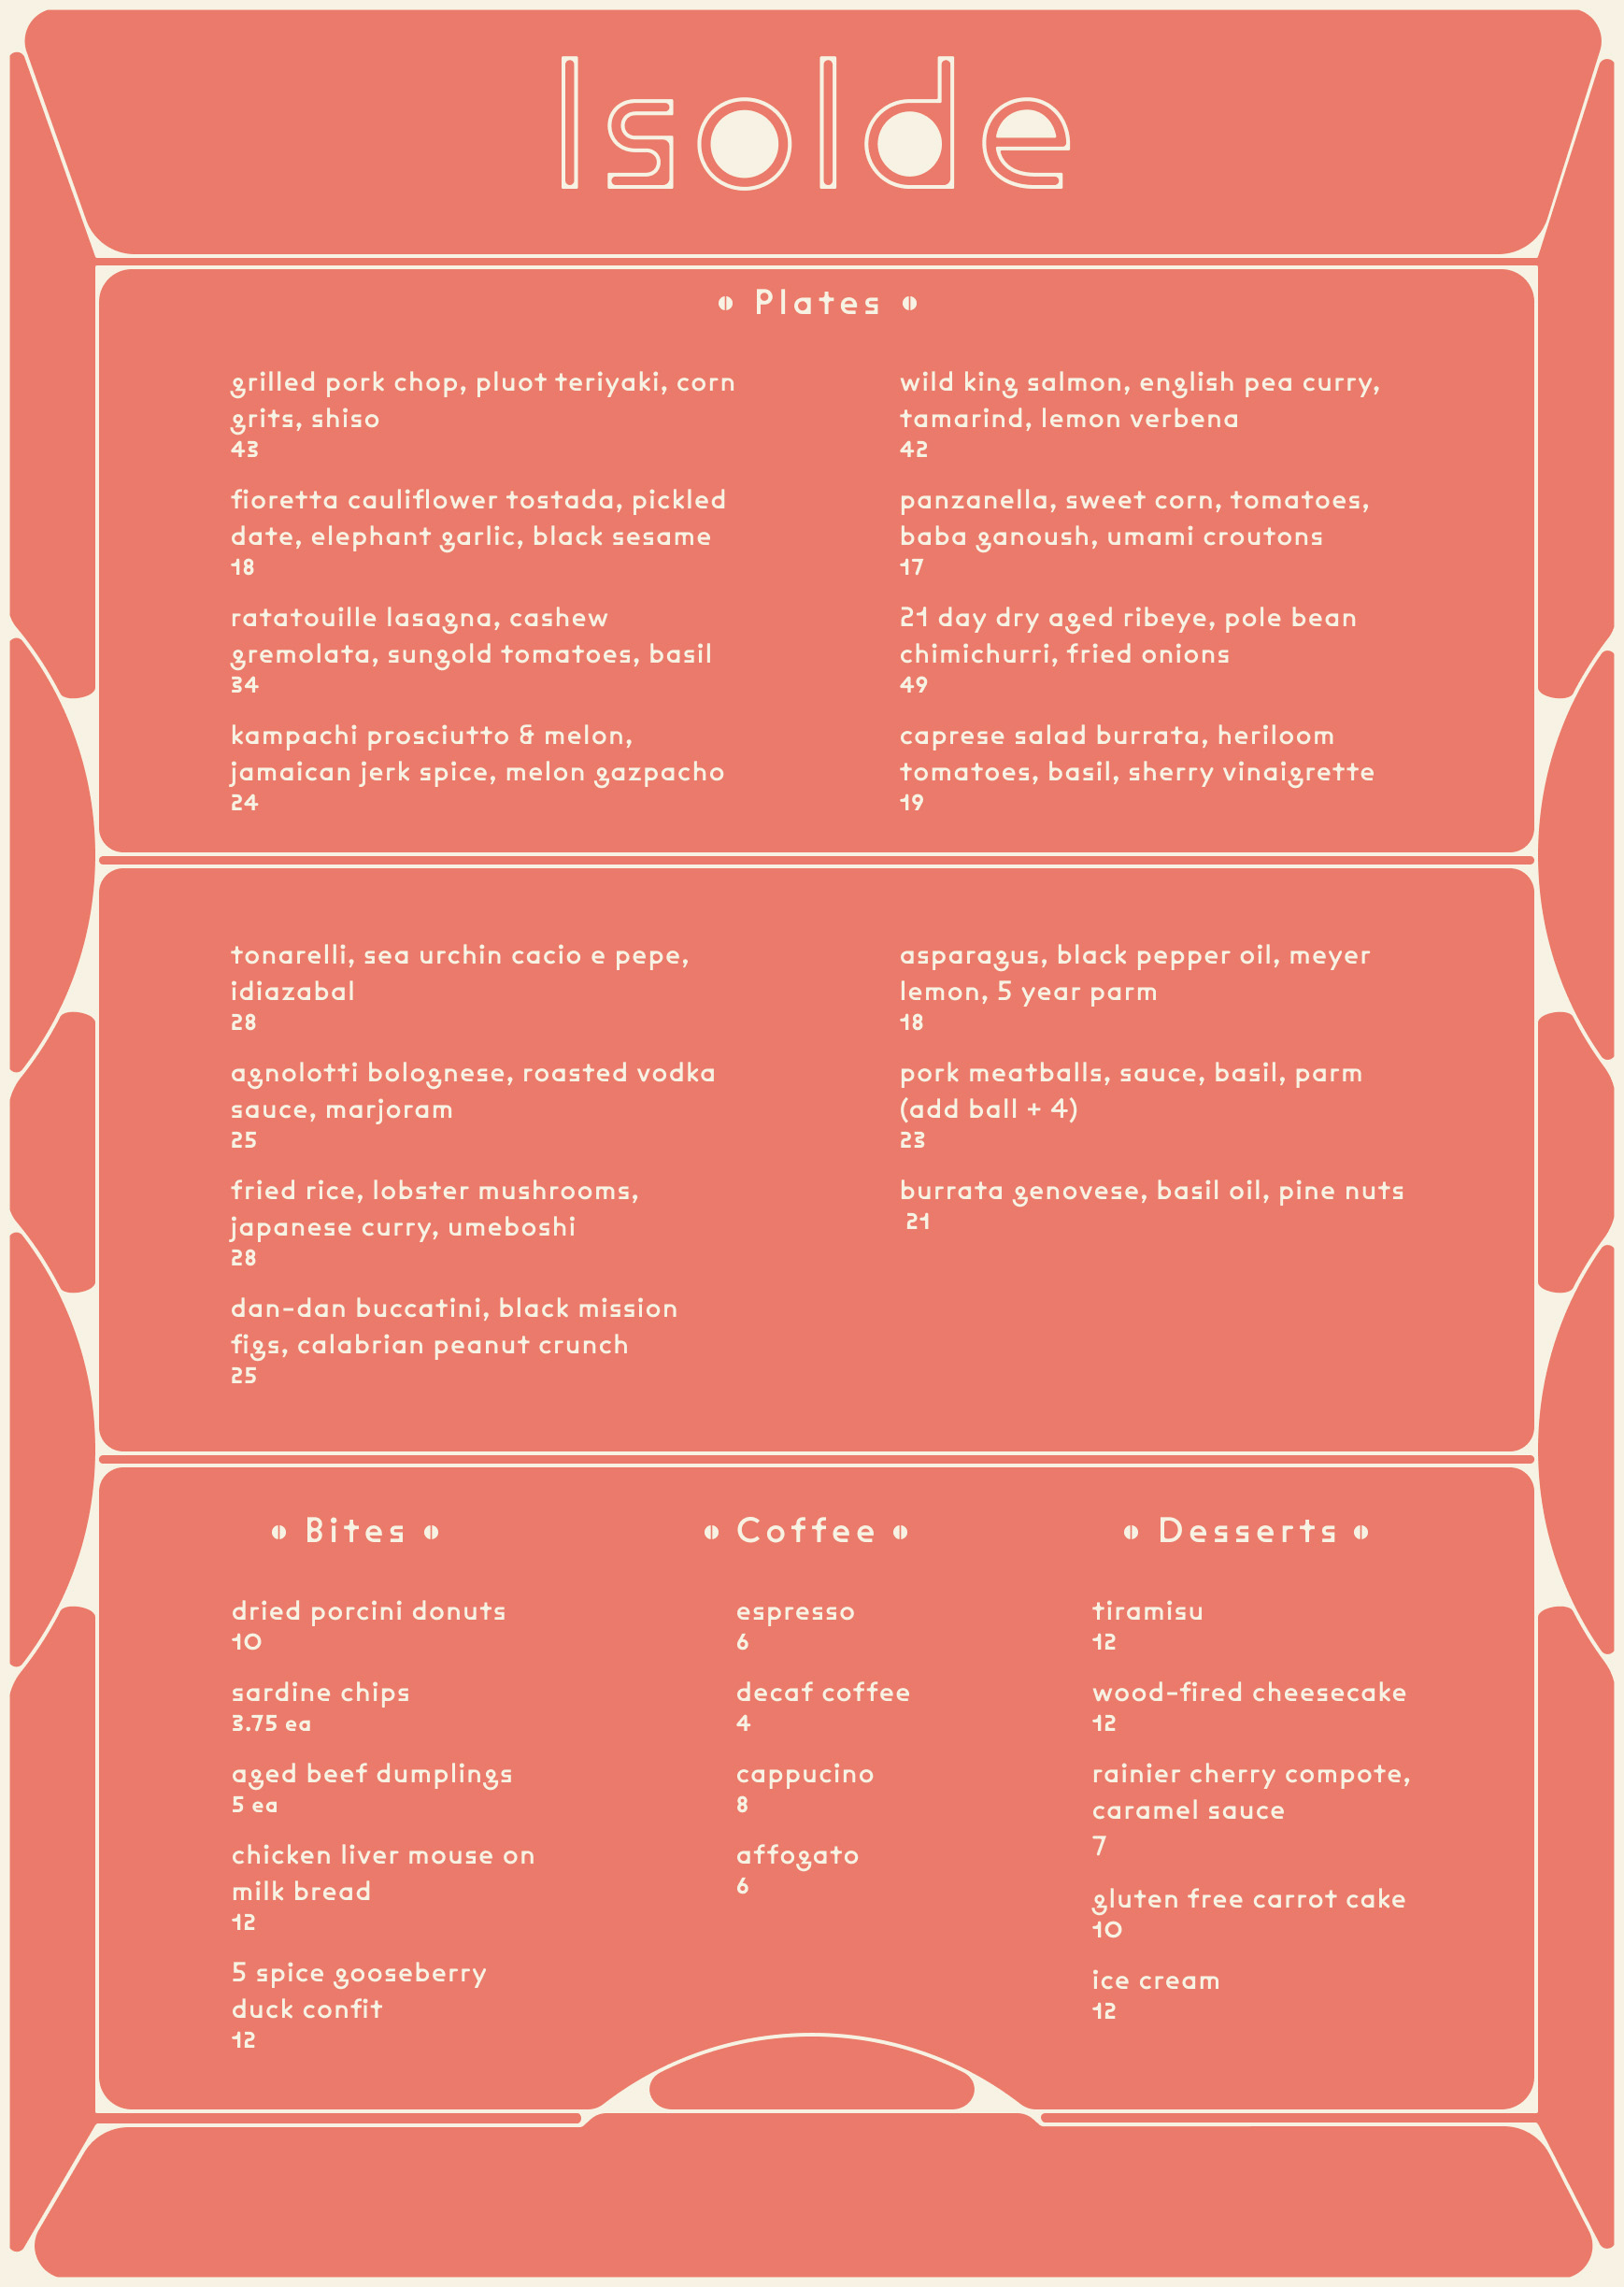 Isolde
Plates
grilled pork chop, pluot teriyaki, corn
grits, shiso
43
fioretta cauliflower tostada, pickled
date, elephant garlic, black sesame
18
ratatouille lasagna, cashew
gremolata, sungold tomatoes, basil
34
kampachi prosciutto & melon,
jamaican jerk spice, melon gazpacho
24
wild king salmon, english pea curry,
tamarind, lemon verbena
42
panzanella, sweet corn, tomatoes,
baba ganoush, umami croutons
17
21 day dry aged ribeye, pole bean
chimichurri, fried onions
49
caprese salad burrata, heriloom
tomatoes, basil, sherry vinaigrette
19
tonarelli, sea urchin cacio e pepe,
idiazabal
28
agnolotti bolognese, roasted vodka
sauce, marjoram
25
fried rice, lobster mushrooms,
japanese curry, umeboshi
28
dan-dan buccatini, black mission
figs, calabrian peanut crunch
25
asparagus, black pepper oil, meyer
lemon, 5 year parm
18
pork meatballs, sauce, basil, parm
(add ball + 4)
23
burrata genovese, basil oil, pine nuts
21
Bites
dried porcini donuts
10
sardine chips
3.75 ea
aged beef dumplings
5 ea
chicken liver mouse on
milk bread
12
5 spice gooseberry
duck confit
12
Coffee
espresso
6
decaf coffee
4
cappucino
8
affogato
6
Desserts
tiramisu
12
wood-fired cheesecake
12
rainier cherry compote,
caramel sauce
7
gluten free carrot cake
10
ice cream
12